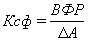 Ксф = ВФР / ΔA